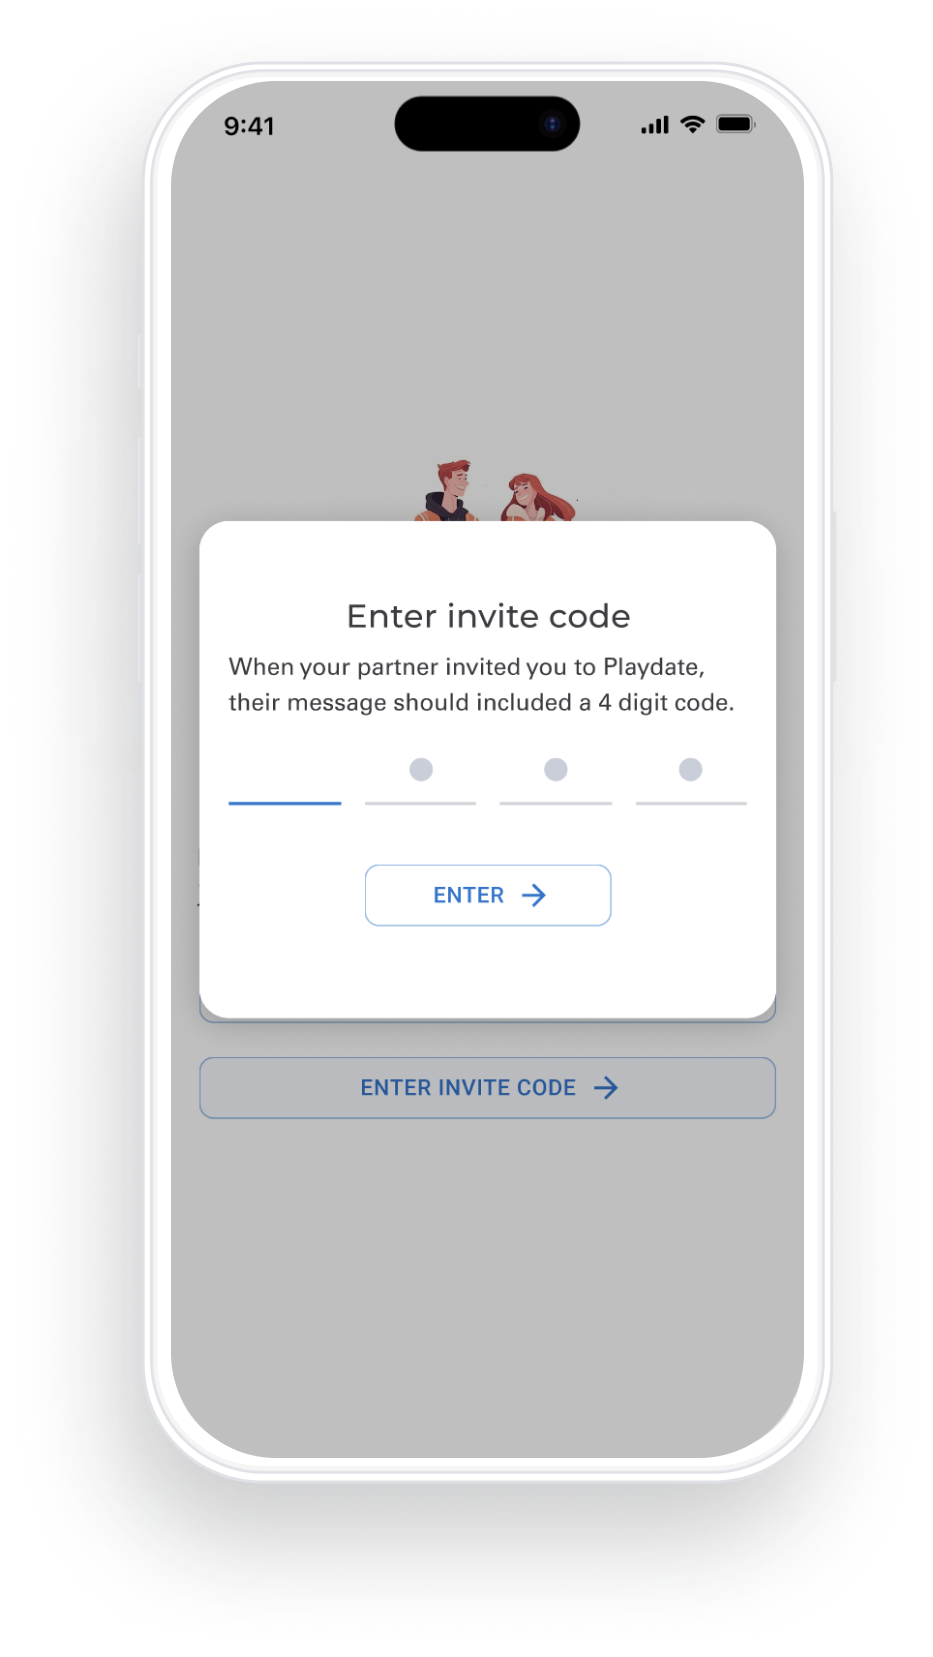 9:41
Enter invite code
When your partner invited you to Playdate,
their message should included a 4 digit code.
ENTER
ENTER INVITE CODE